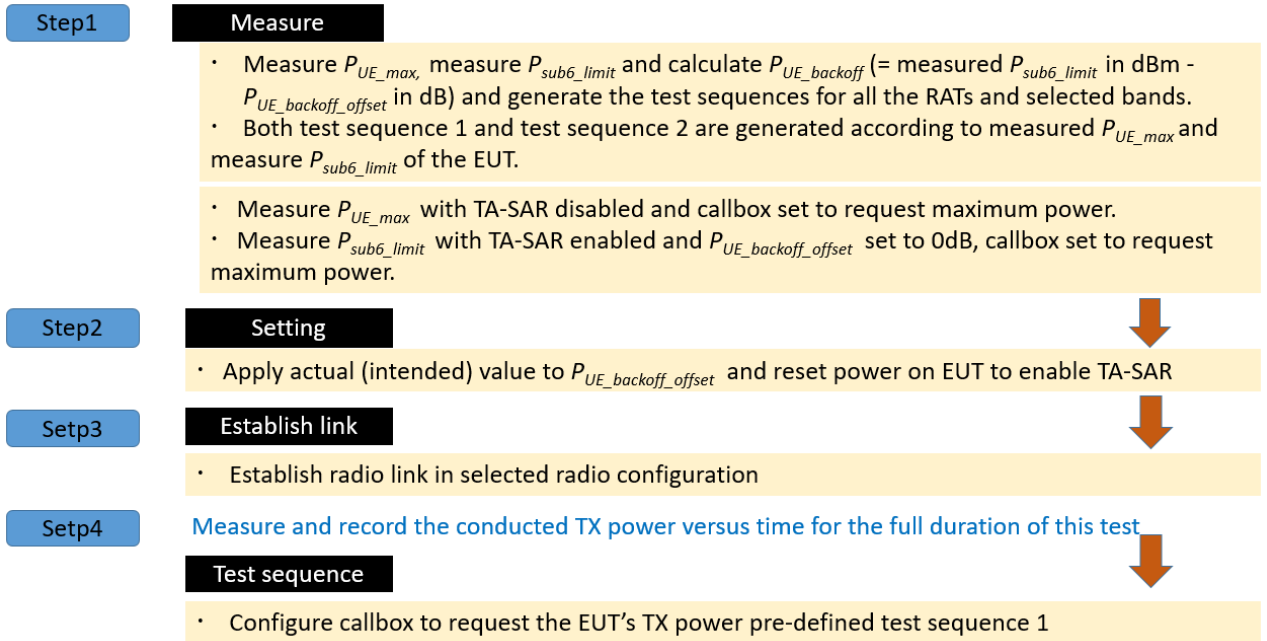 Step1
Measure
· Measure P_UE_max, measure P_sub6_limit and calculate P_UE_backoff (= measured P_sub6_limit in dBm -
P_UE_backoff_offset in dB) and generate the test sequences for all the RATs and selected bands.
· Both test sequence 1 and test sequence 2 are generated according to measured P_UE_max and
measure P_sub6_limit of the EUT.
· Measure P_UE_max with TA-SAR disabled and callbox set to request maximum power.
· Measure P_sub6_limit with TA-SAR enabled and P_UE_backoff_offset set to 0dB, callbox set to request
maximum power.
Step2
Setting
· Apply actual (intended) value to P_UE_backoff_offset and reset power on EUT to enable TA-SAR
Setp3
Establish link
· Establish radio link in selected radio configuration
Setp4
Measure and record the conducted TX power versus time for the full duration of this test
Test sequence
· Configure callbox to request the EUT’s TX power pre-defined test sequence 1